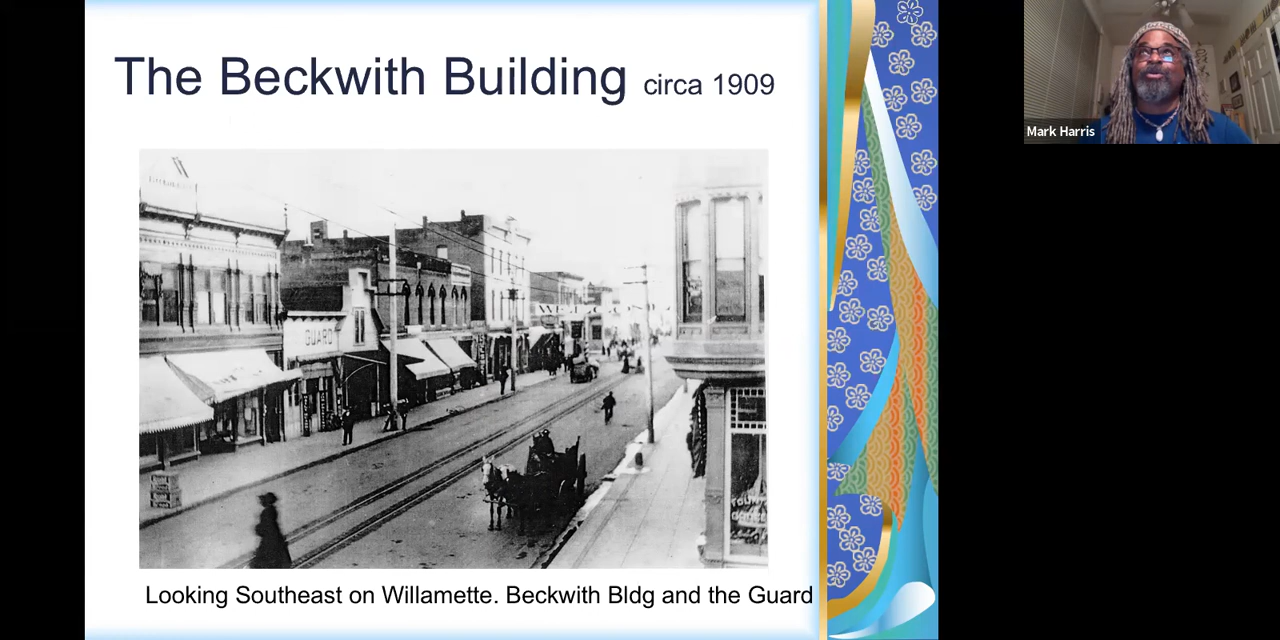 The Beckwith Building circa 1909
GUARD
Looking Southeast on Willamette. Beckwith Bldg and the Guard
Mark Harris